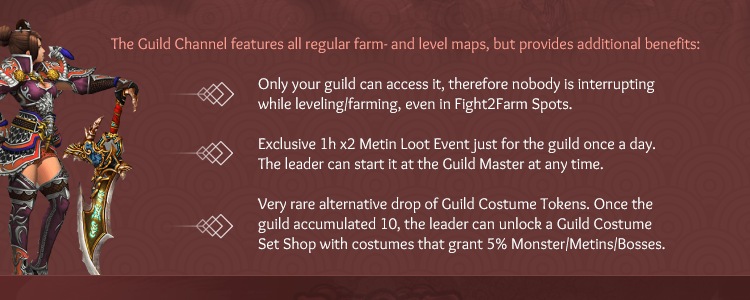 The Guild Channel features all regular farm- and level maps, but provides additional benefits:
Only your guild can access it, therefore nobody is interrupting
while leveling/farming, even in Fight2Farm Spots.
Exclusive 1h x2 Metin Loot Event just for the guild once a day.
The leader can start it at the Guild Master at any time.
Very rare alternative drop of Guild Costume Tokens. Once the
guild accumulated 10, the leader can unlock a Guild Costume
Set Shop with costumes that grant 5% Monster/Metins/Bosses.